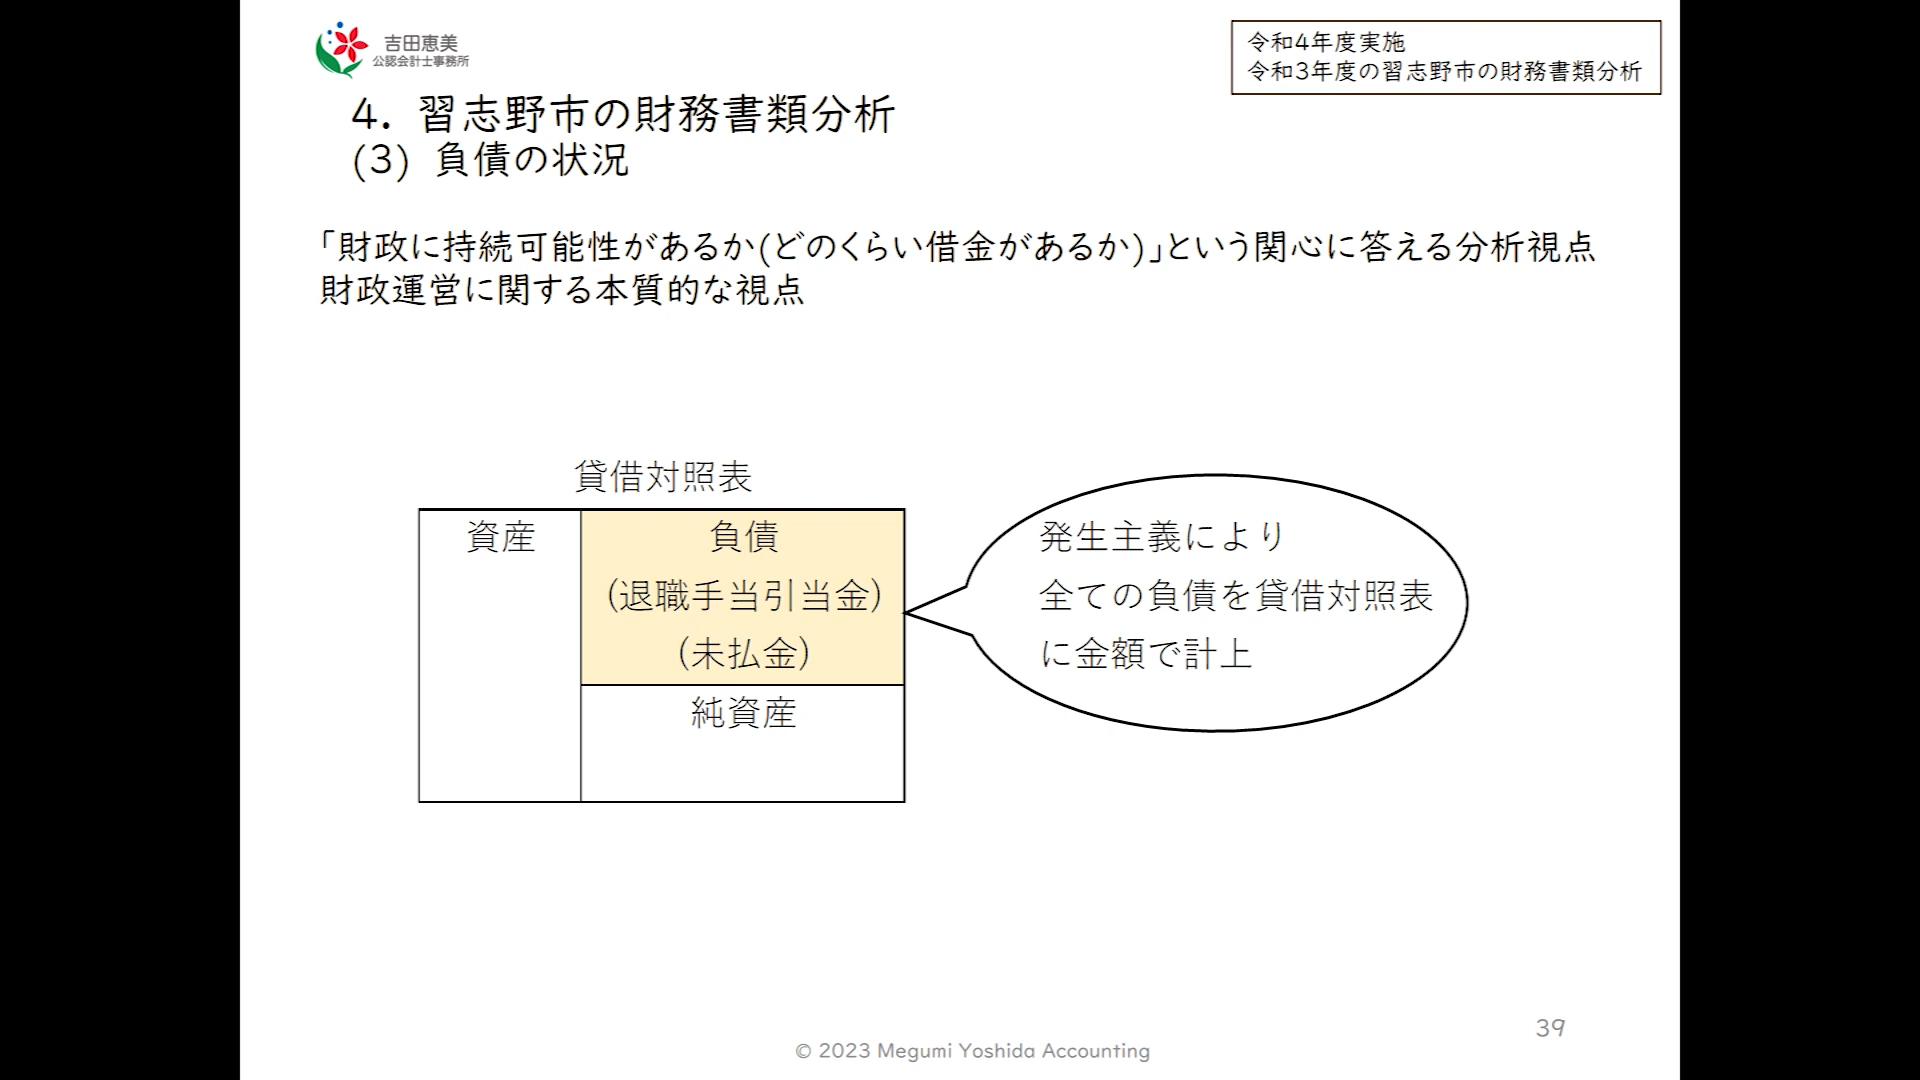 吉田恵美
公認会計士事務所
令和4年度実施
令和3年度の習志野市の財務書類分析
4. 習志野市の財務書類分析
(3) 負債の状況
「財政に持続可能性があるか(どのくらい借金があるか)」という関心に答える分析視点
財政運営に関する本質的な視点
貸借対照表
資産
負債
(退職手当引当金)
(未払金)
純資産
発生主義により
全ての負債を貸借対照表
に金額で計上
39
© 2023 Megumi Yoshida Accounting